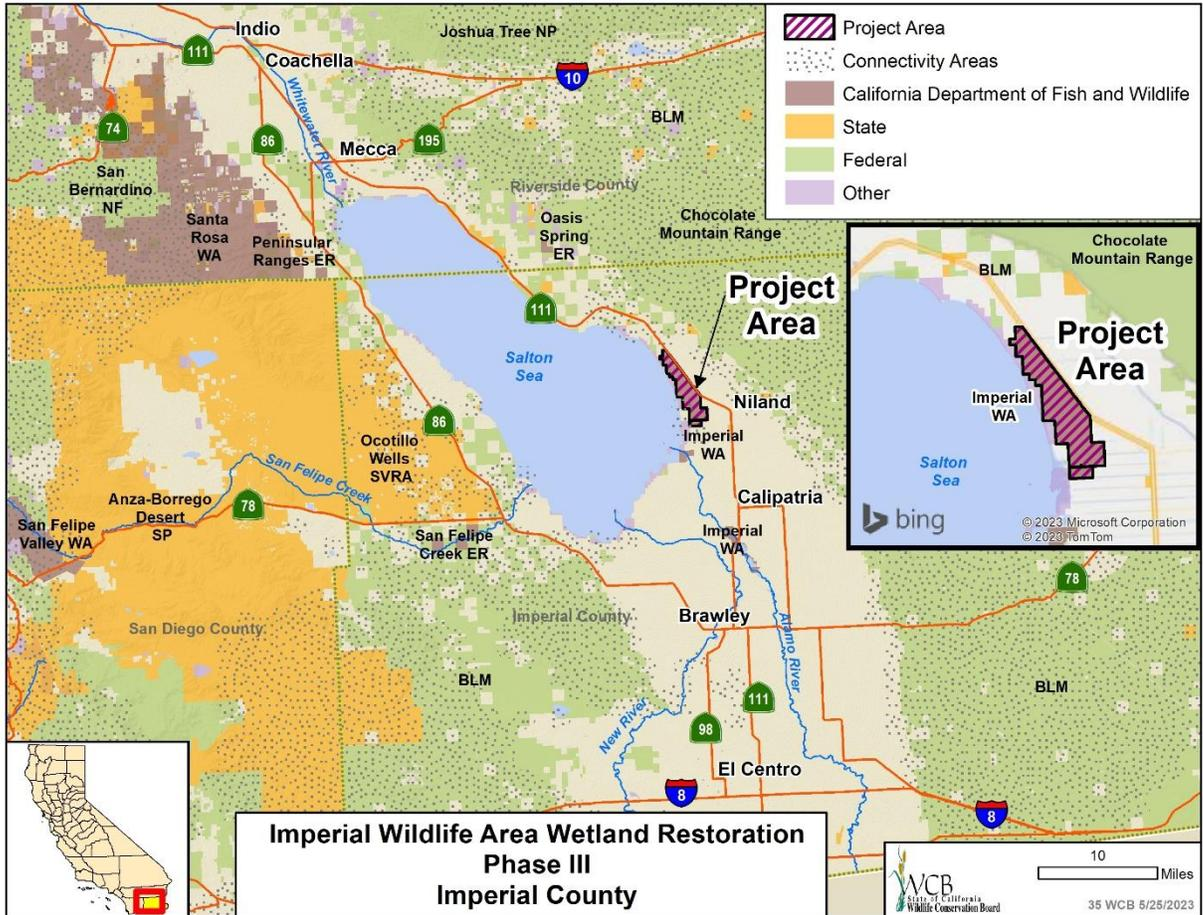 Indio
Joshua Tree NP
111
Coachella
10
Whitewater River
BLM
74
86
Mecca
195
San
Bernardino
NF
Riverside County
Santa
Rosa
WA
Peninsular
Ranges ER
Oasis
Spring
ER
Chocolate
Mountain Range
111
Project
Area
Salton
Sea
Niland
Imperial
WA
86
Ocotillo
Wells
SVRA
San Felipe Creek
Anza-Borrego
Desert
SP
78
San Felipe
Valley WA
San Felipe
Creek ER
Calipatria
Imperial
WA
78
San Diego County
Imperial County
Brawley
Alamo River
BLM
BLM
New River
111
98
El Centro
8
8
Project Area
Connectivity Areas
California Department of Fish and Wildlife
State
Federal
Other
Chocolate
Mountain Range
BLM
Project
Area
Imperial
WA
Salton
Sea
bing
© 2023 Microsoft Corporation
© 2023 TomTom
Imperial Wildlife Area Wetland Restoration
Phase III
Imperial County
WCB
State of California
Wildlife Conservation Board
10
Miles
35 WCB 5/25/2023